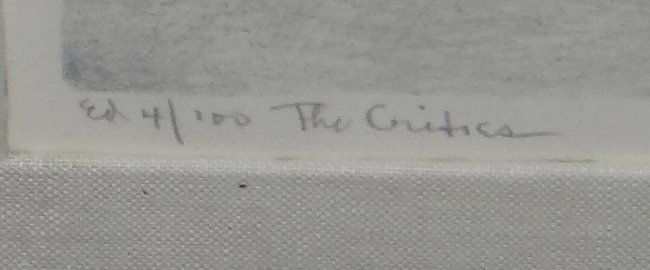 Ed 4/100 The Critics